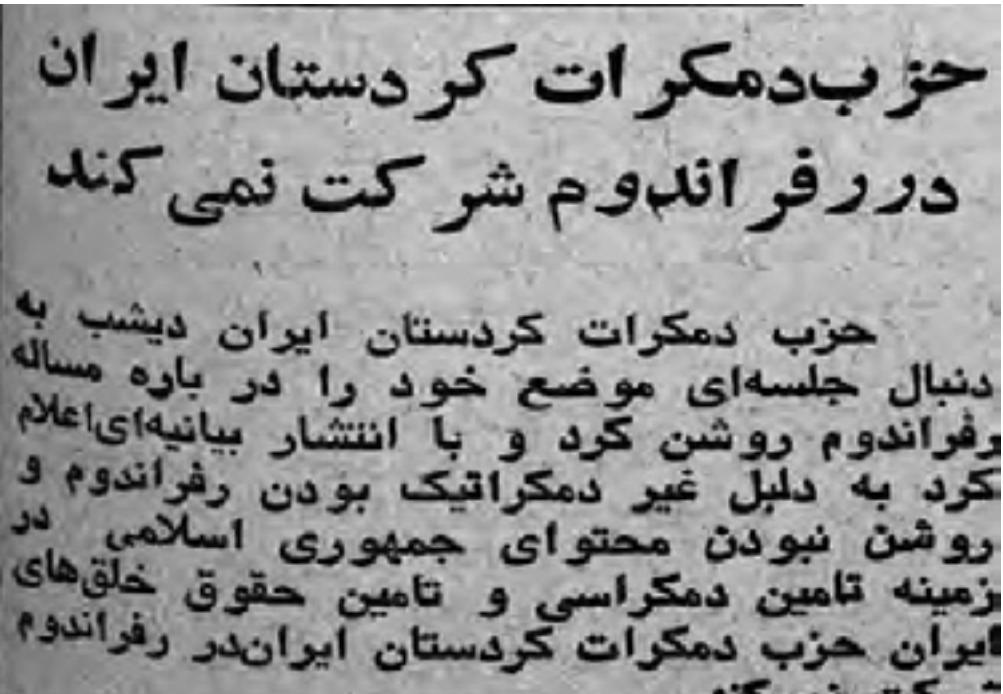 حزب دمکرات کردستان ایران
در رفراندوم شرکت نمی کند
حزب دمکرات کردستان ایران دیشب به
دنبال جلسه‌ای موضع خود را در باره مساله
رفراندوم روشن کرد و با انتشار بیانیه‌ای اعلام
کرد به دلبل غیر دمکراتیک بودن رفراندوم و
روشن نبودن محتوای جمهوری اسلامی در
زمینه تامین دمکراسی و تامین حقوق خلق‌های
ایران حزب دمکرات کردستان ایران در رفراندوم